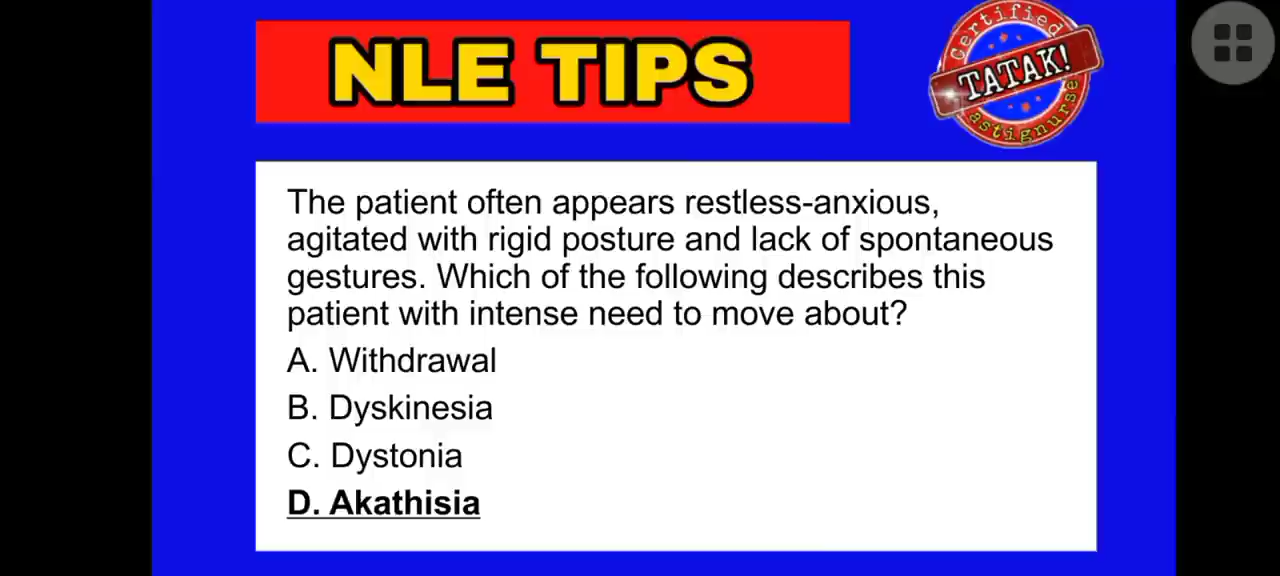 NLE TIPS
Certified
TATAK!
astignurse
The patient often appears restless-anxious,
agitated with rigid posture and lack of spontaneous
gestures. Which of the following describes this
patient with intense need to move about?
A. Withdrawal
B. Dyskinesia
C. Dystonia
D. Akathisia